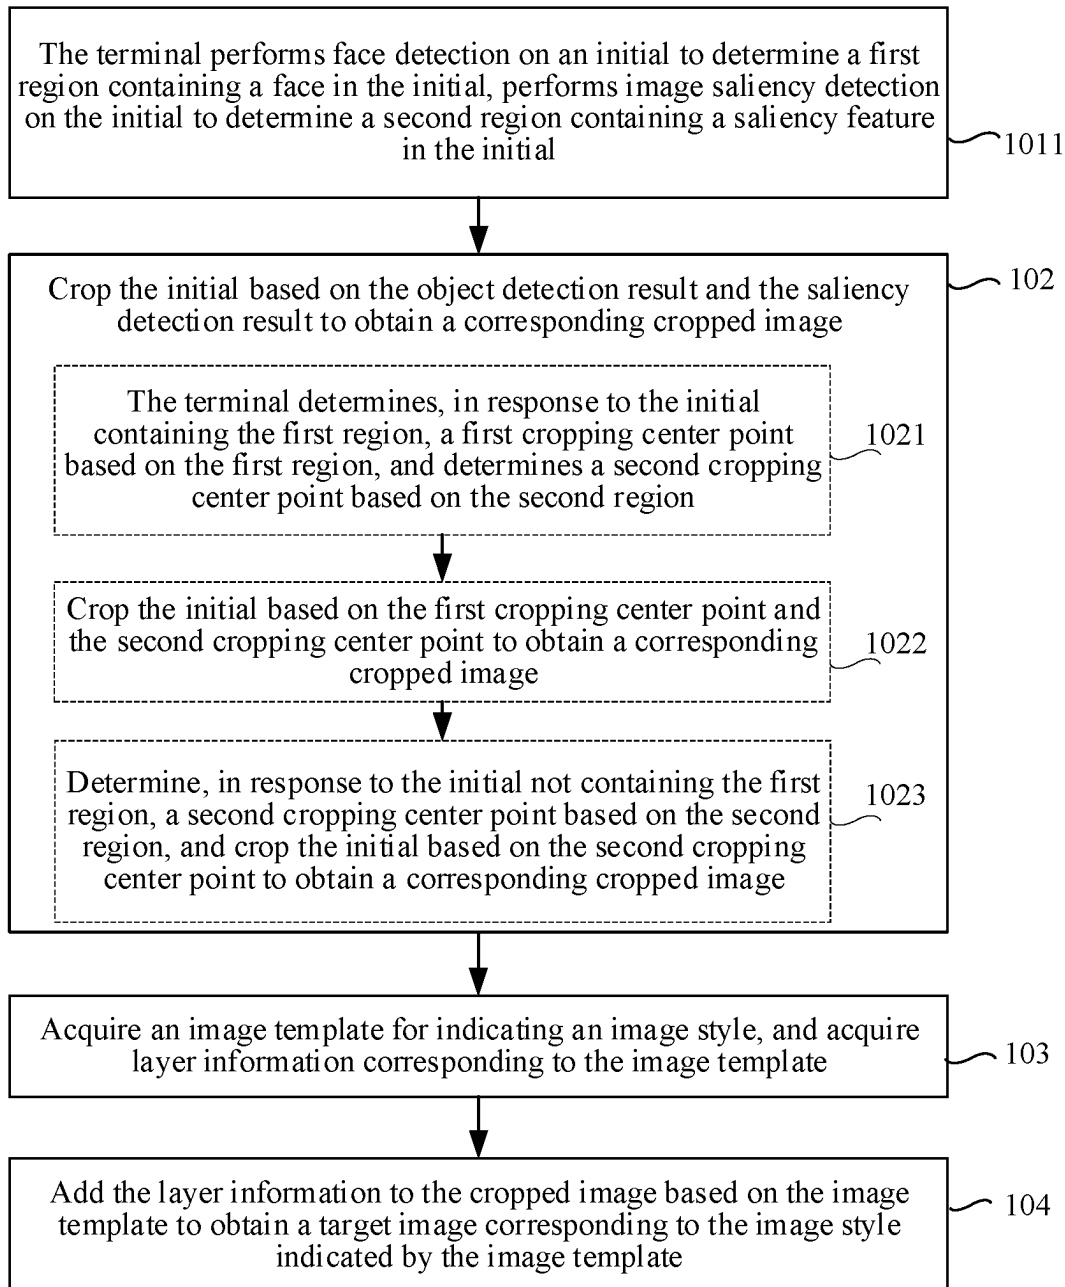 The terminal performs face detection on an initial to determine a first
region containing a face in the initial, performs image saliency detection
on the initial to determine a second region containing a saliency feature
in the initial
1011
Crop the initial based on the object detection result and the saliency
detection result to obtain a corresponding cropped image
102
The terminal determines, in response to the initial
containing the first region, a first cropping center point
based on the first region, and determines a second cropping
center point based on the second region
1021
Crop the initial based on the first cropping center point and
the second cropping center point to obtain a corresponding
cropped image
1022
Determine, in response to the initial not containing the first
region, a second cropping center point based on the second
region, and crop the initial based on the second cropping
center point to obtain a corresponding cropped image
1023
Acquire an image template for indicating an image style, and acquire
layer information corresponding to the image template
103
Add the layer information to the cropped image based on the image
template to obtain a target image corresponding to the image style
indicated by the image template
104